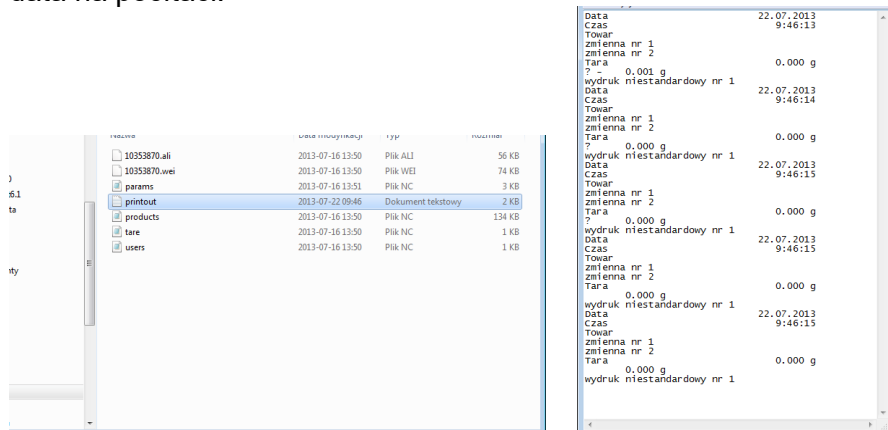 10353870.ali 2013-07-16 13:50 Plik ALI 56 KB
10353870.wei 2013-07-16 13:50 Plik WEI 74 KB
params 2013-07-16 13:51 Plik NC 3 KB
printout 2013-07-22 09:46 Dokument tekstowy 2 KB
products 2013-07-16 13:50 Plik NC 134 KB
tare 2013-07-16 13:50 Plik NC 1 KB
users 2013-07-16 13:50 Plik NC 1 KB
Data 22.07.2013
Czas 9:46:13
Towar
zmienna nr 1
zmienna nr 2
Tara 0.000 g
? - 0.001 g
wydruk niestandardowy nr 1
Data 22.07.2013
Czas 9:46:14
Towar
zmienna nr 1
zmienna nr 2
Tara 0.000 g
? 0.000 g
wydruk niestandardowy nr 1
Data 22.07.2013
Czas 9:46:15
Towar
zmienna nr 1
zmienna nr 2
Tara 0.000 g
? 0.000 g
wydruk niestandardowy nr 1
Data 22.07.2013
Czas 9:46:15
Towar
zmienna nr 1
zmienna nr 2
Tara 0.000 g
0.000 g
wydruk niestandardowy nr 1
Data 22.07.2013
Czas 9:46:15
Towar
zmienna nr 1
zmienna nr 2
Tara 0.000 g
0.000 g
wydruk niestandardowy nr 1